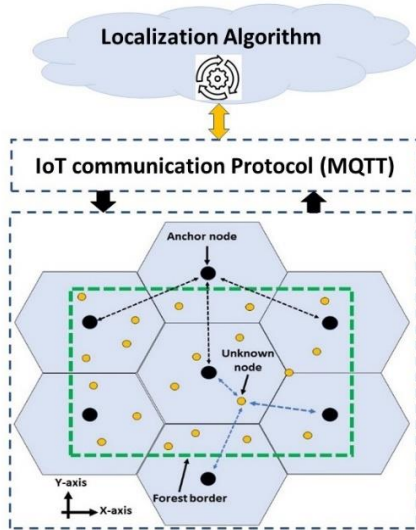 Localization Algorithm
IoT communication Protocol (MQTT)
Anchor node
Unknown
node
Y-axis
X-axis
Forest border